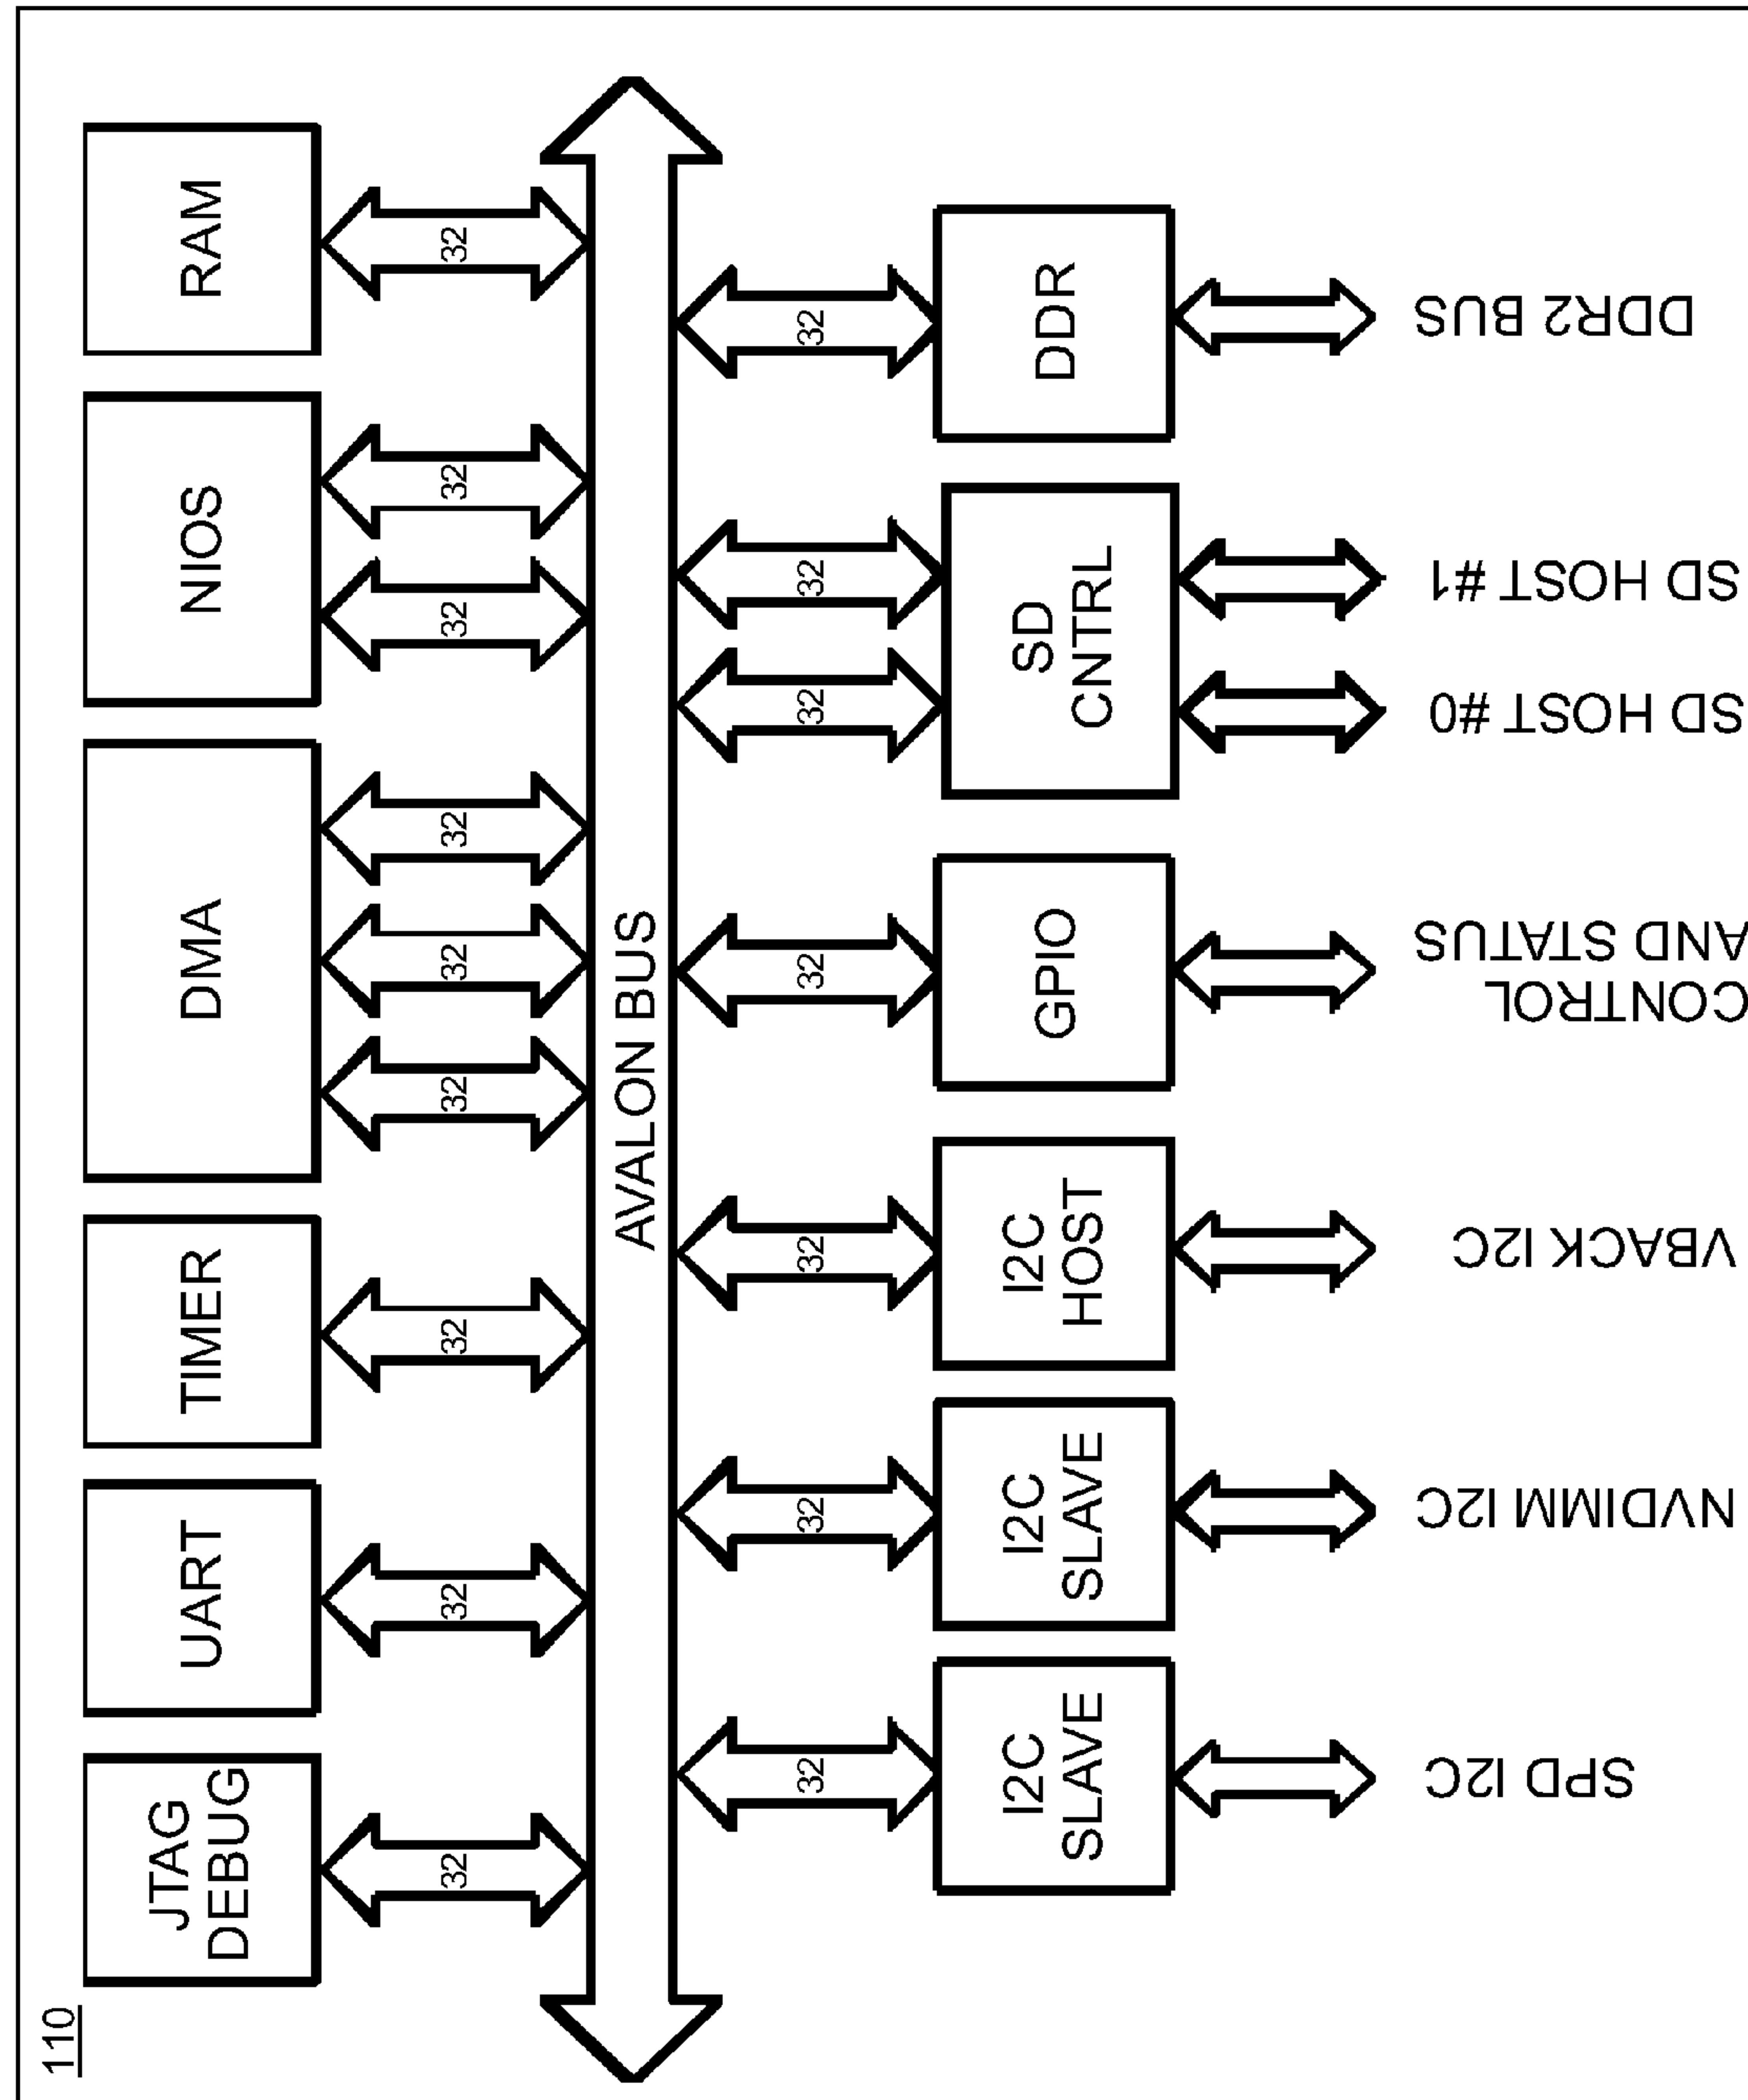 110
JTAG
DEBUG
UART
TIMER
DMA
NIOS
RAM
32
32
32
32
32
32
32
32
32
AVALON BUS
32
32
32
32
32
32
32
I2C
SLAVE
I2C
SLAVE
I2C
HOST
GPIO
SD
CNTRL
DDR
SPD I2C
NVDIMM I2C
VBACK I2C
CONTROL
AND STATUS
SD HOST #0
SD HOST #1
DDR2 BUS